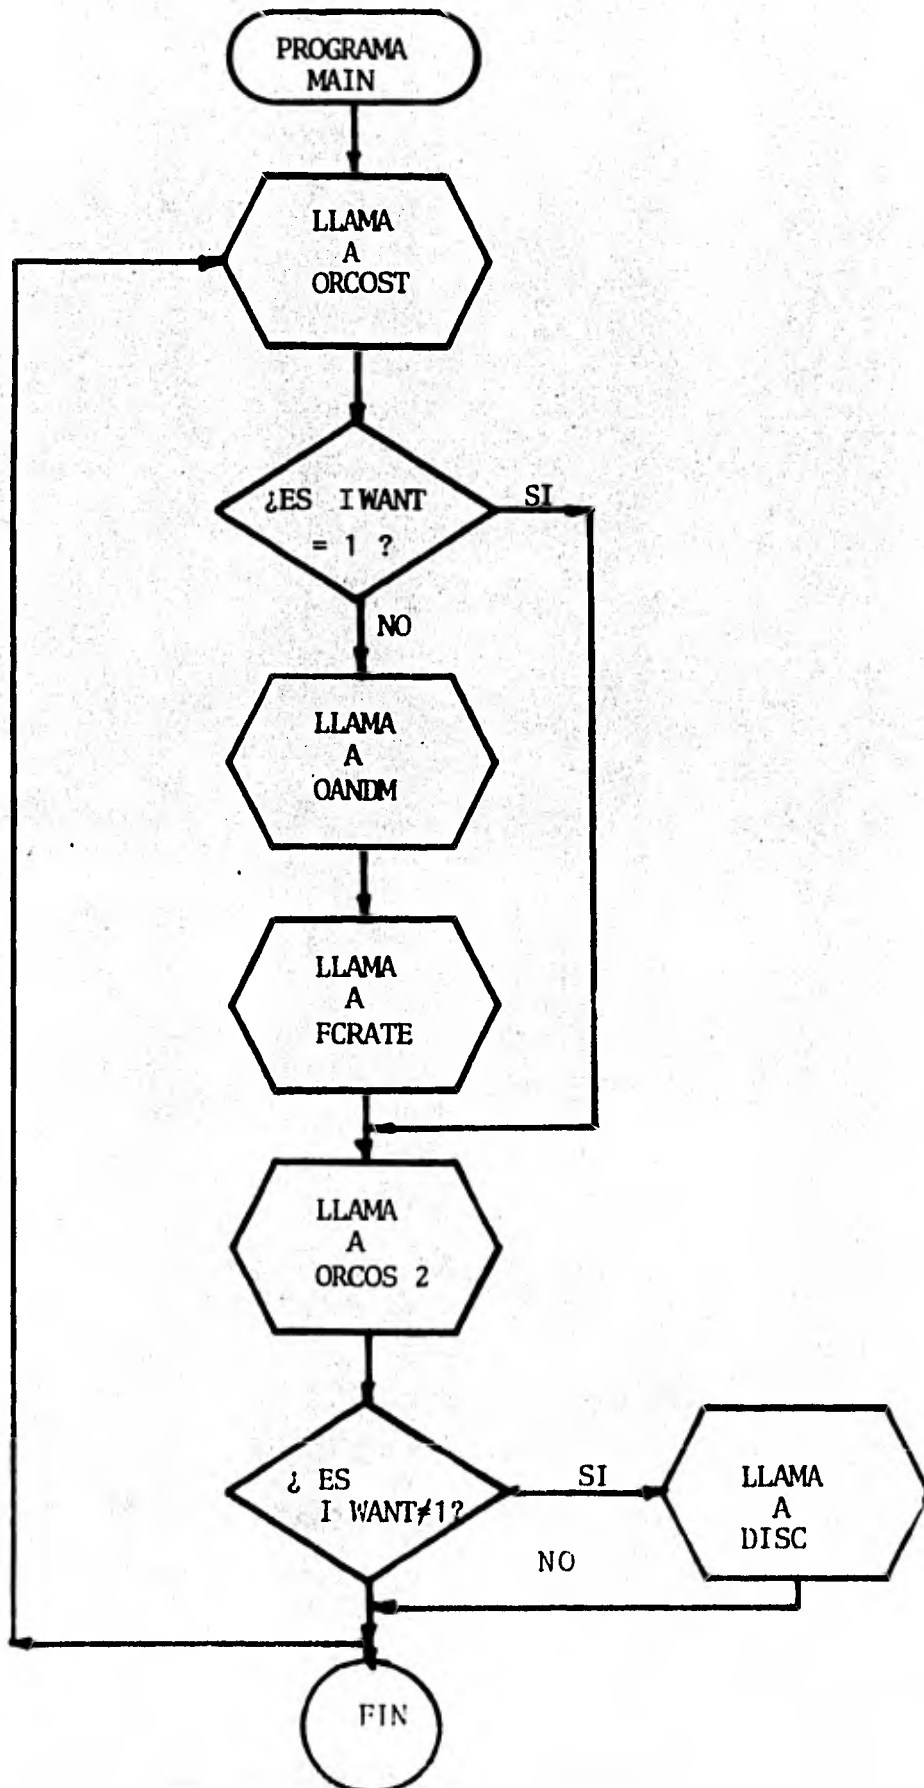 PROGRAMA
MAIN
LLAMA
A
ORCOST
¿ES IWANT
= 1 ?
SI
NO
LLAMA
A
OANDM
LLAMA
A
FCRATE
LLAMA
A
ORCOS 2
¿ ES
I WANT≠1?
SI
LLAMA
A
DISC
NO
FIN